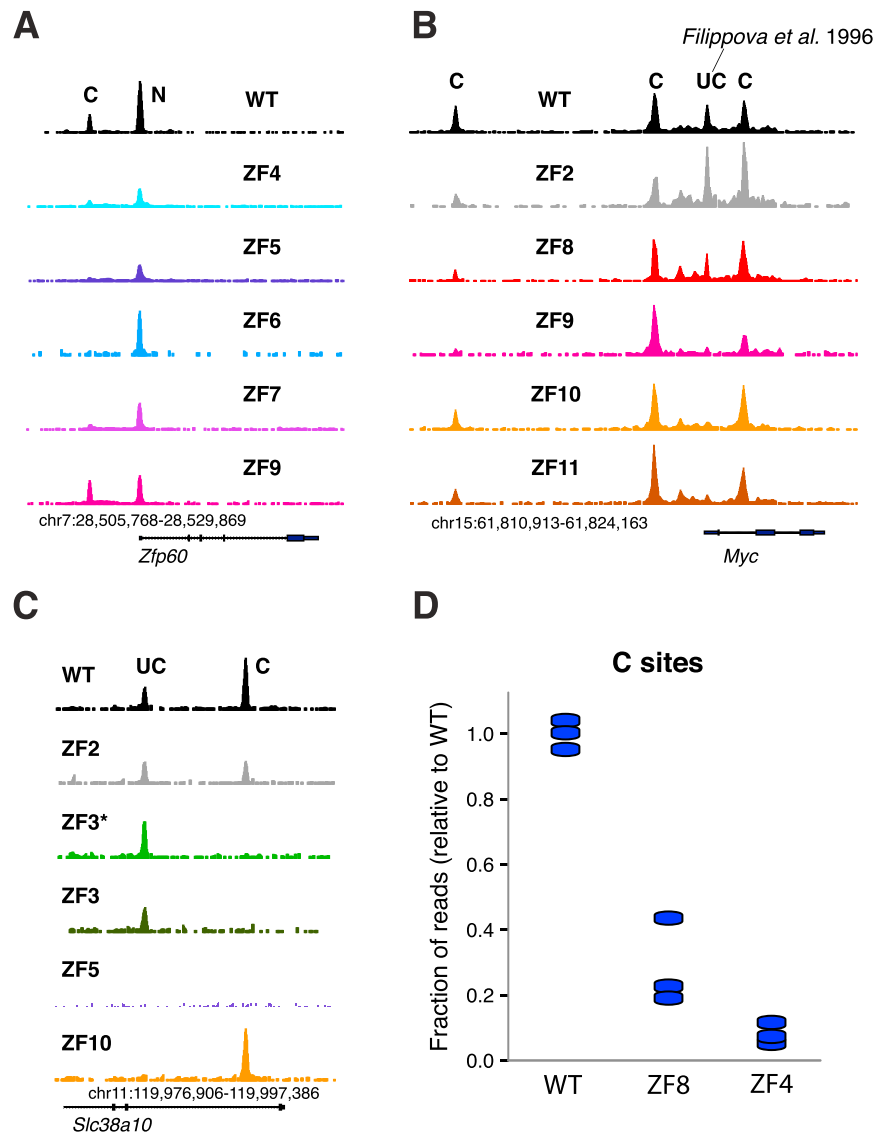 A
C N WT
ZF4
ZF5
ZF6
ZF7
ZF9
chr7:28,505,768-28,529,869
Zfp60
B
Filippova et al. 1996
C WT C UC C
ZF2
ZF8
ZF9
ZF10
ZF11
chr15:61,810,913-61,824,163
Myc
C
WT UC C
ZF2
ZF3*
ZF3
ZF5
ZF10
chr11:119,976,906-119,997,386
Slc38a10
D
C sites
Fraction of reads (relative to WT)
1.0
0.8
0.6
0.4
0.2
0.0
WT ZF8 ZF4